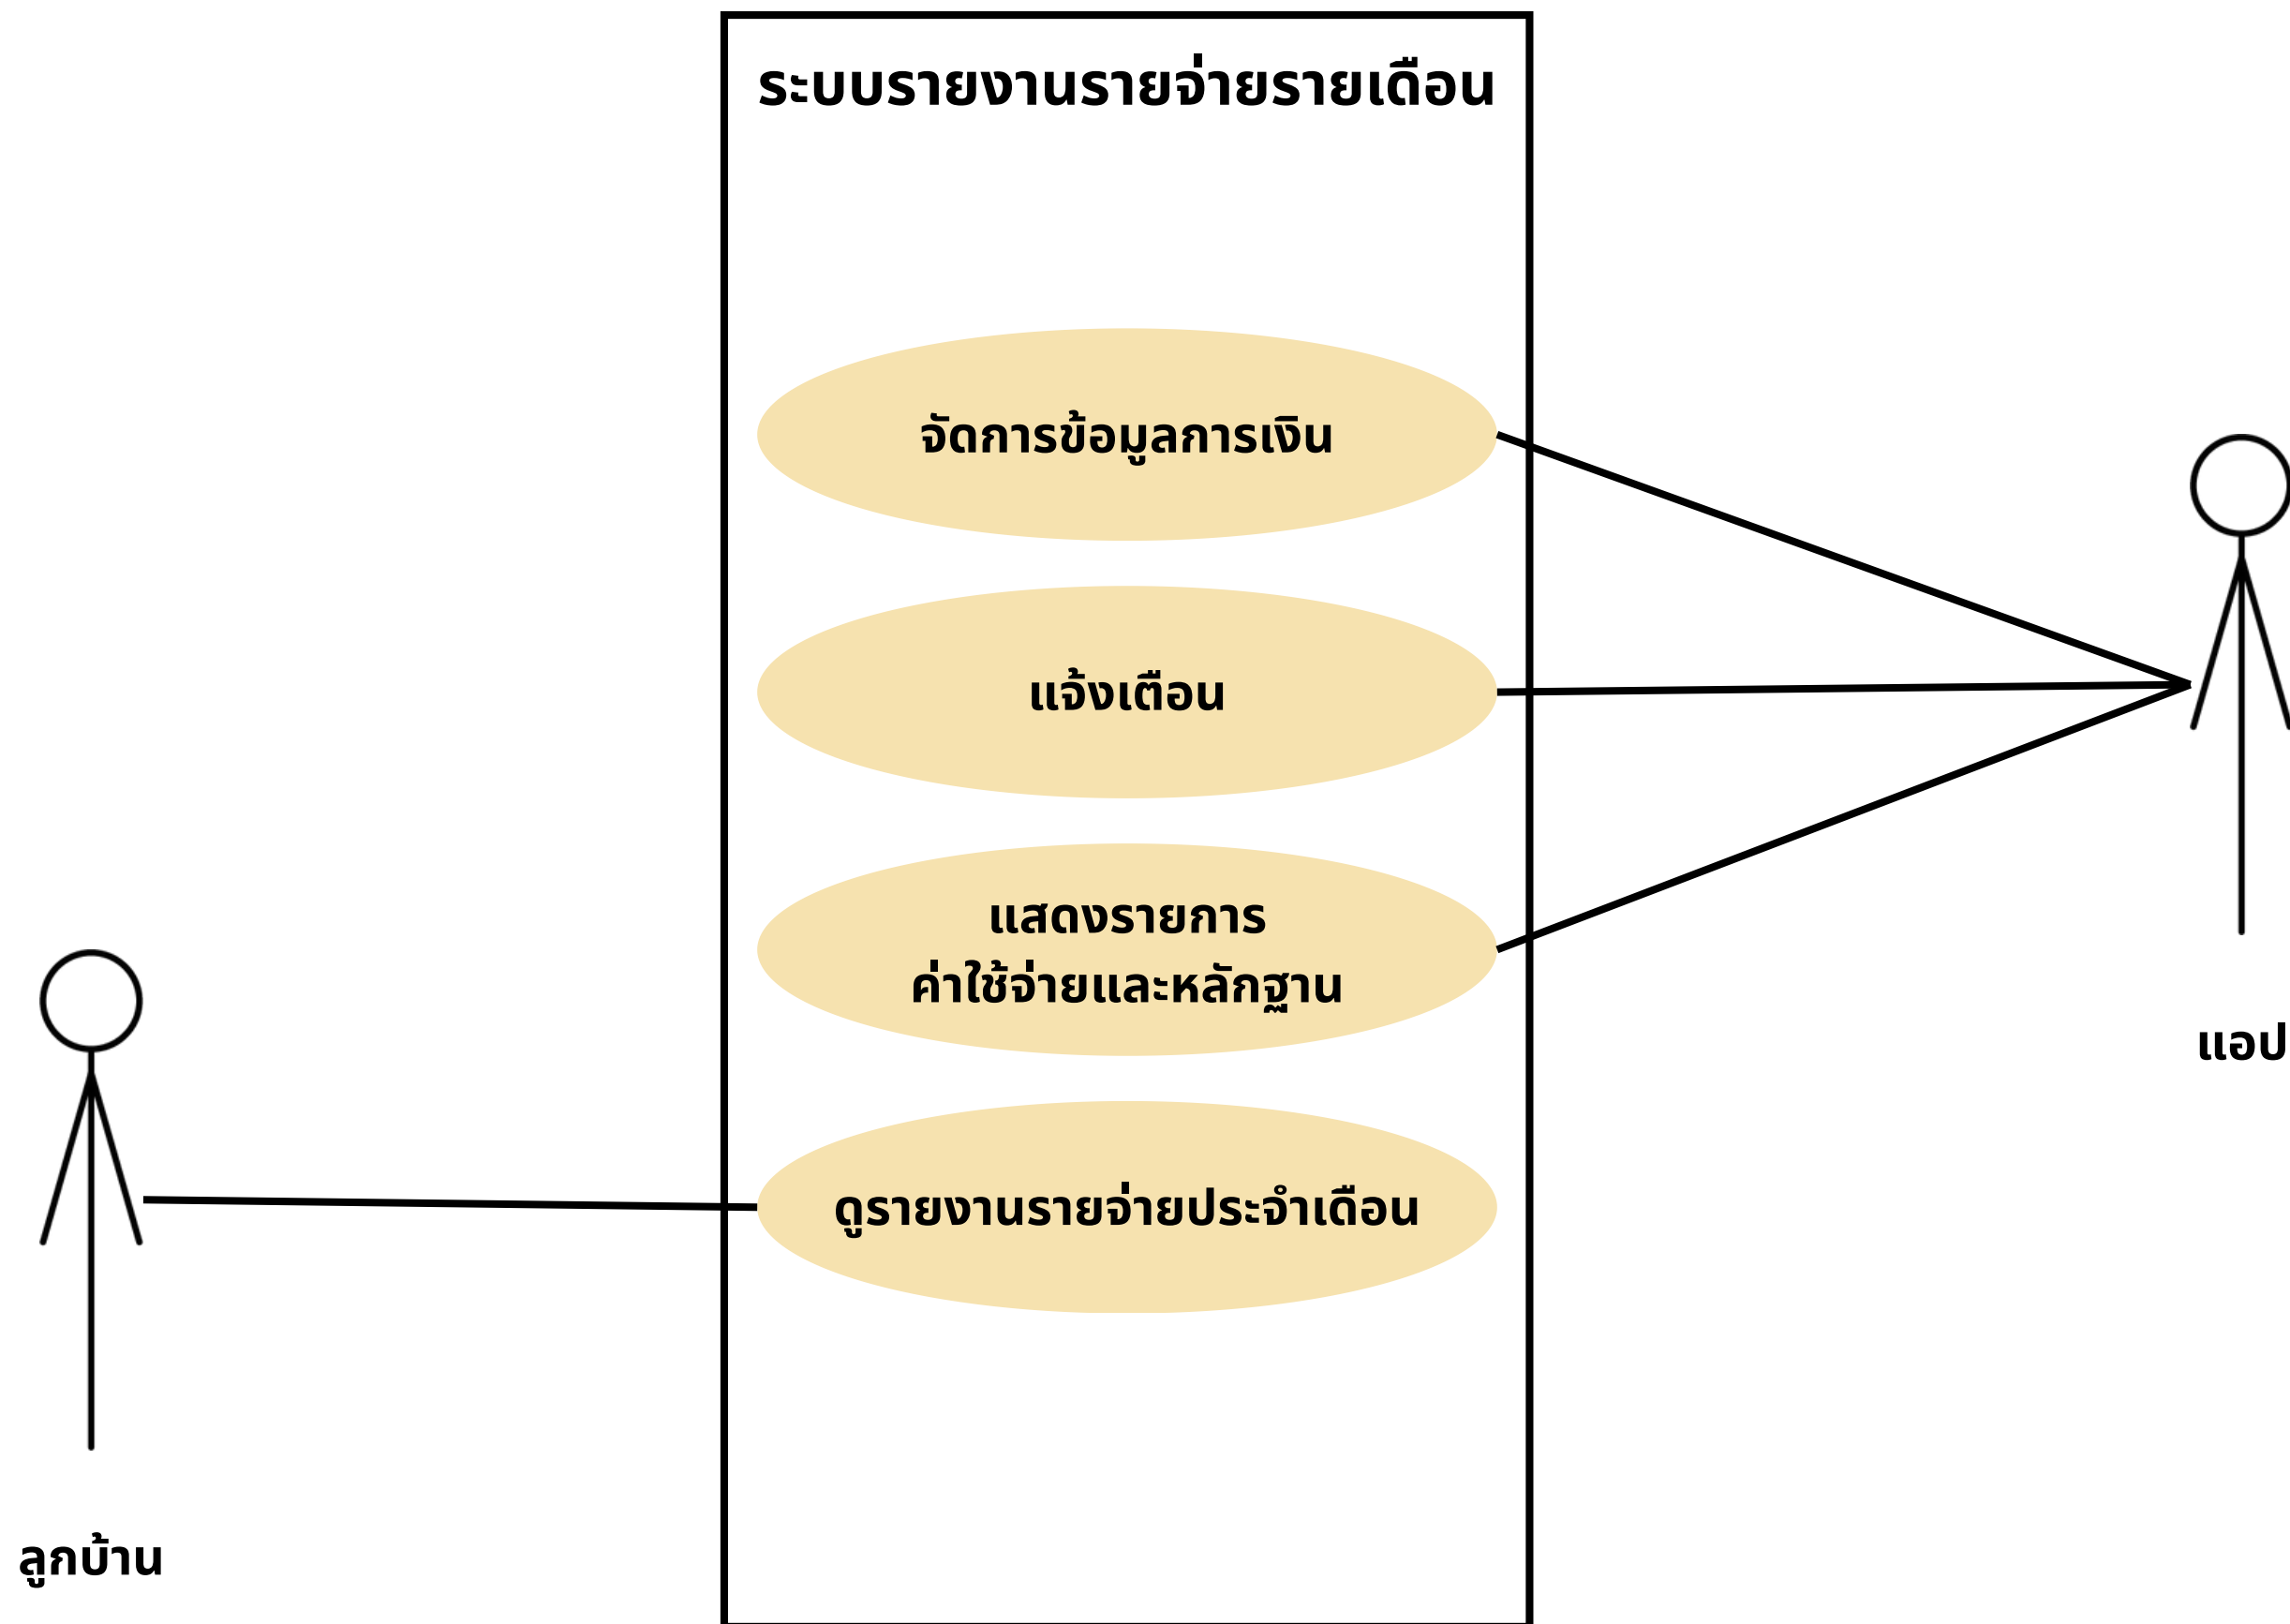 ระบบรายงานรายจ่ายรายเดือน
จัดการข้อมูลการเงิน
แจ้งเตือน
แสดงรายการ
ค่าใช้จ่ายและหลักฐาน
แอป
ดูรายงานรายจ่ายประจำเดือน
ลูกบ้าน